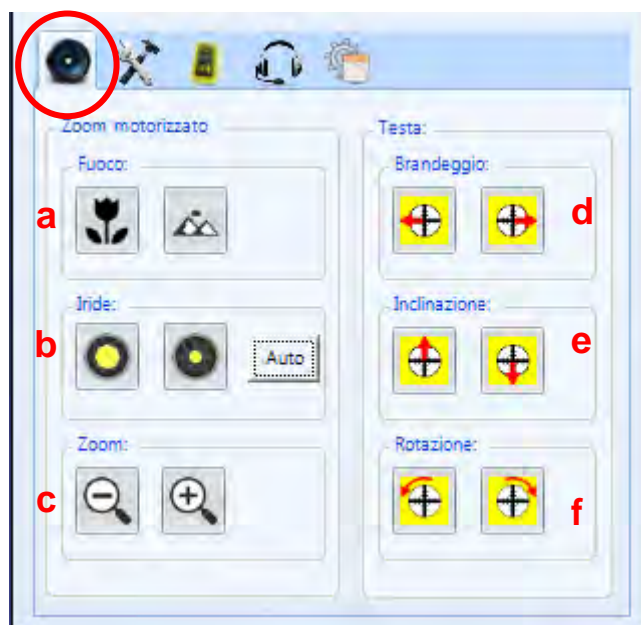 Zoom motorizzato
Fuoco:
a
Iride:
b
Auto
Zoom:
c
Testa:
Brandeggio:
d
Inclinazione:
e
Rotazione:
f